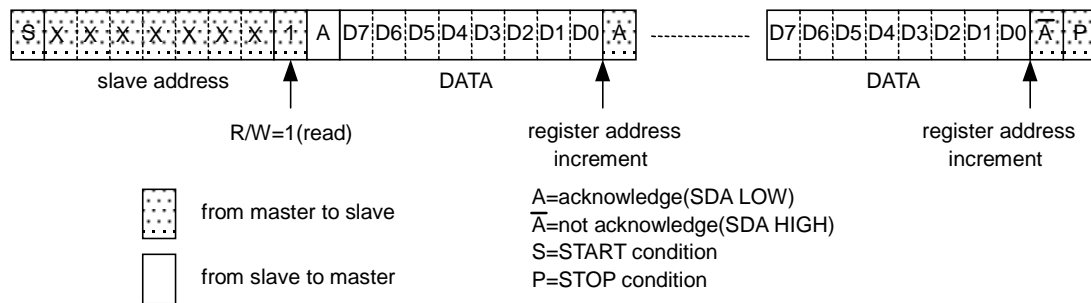 S X X X X X X X 1 A D7 D6 D5 D4 D3 D2 D1 D0 A D7 D6 D5 D4 D3 D2 D1 D0 A̅ P
slave address DATA DATA
R/W=1(read) register address increment register address increment
from master to slave
from slave to master
A=acknowledge(SDA LOW)
A̅=not acknowledge(SDA HIGH)
S=START condition
P=STOP condition